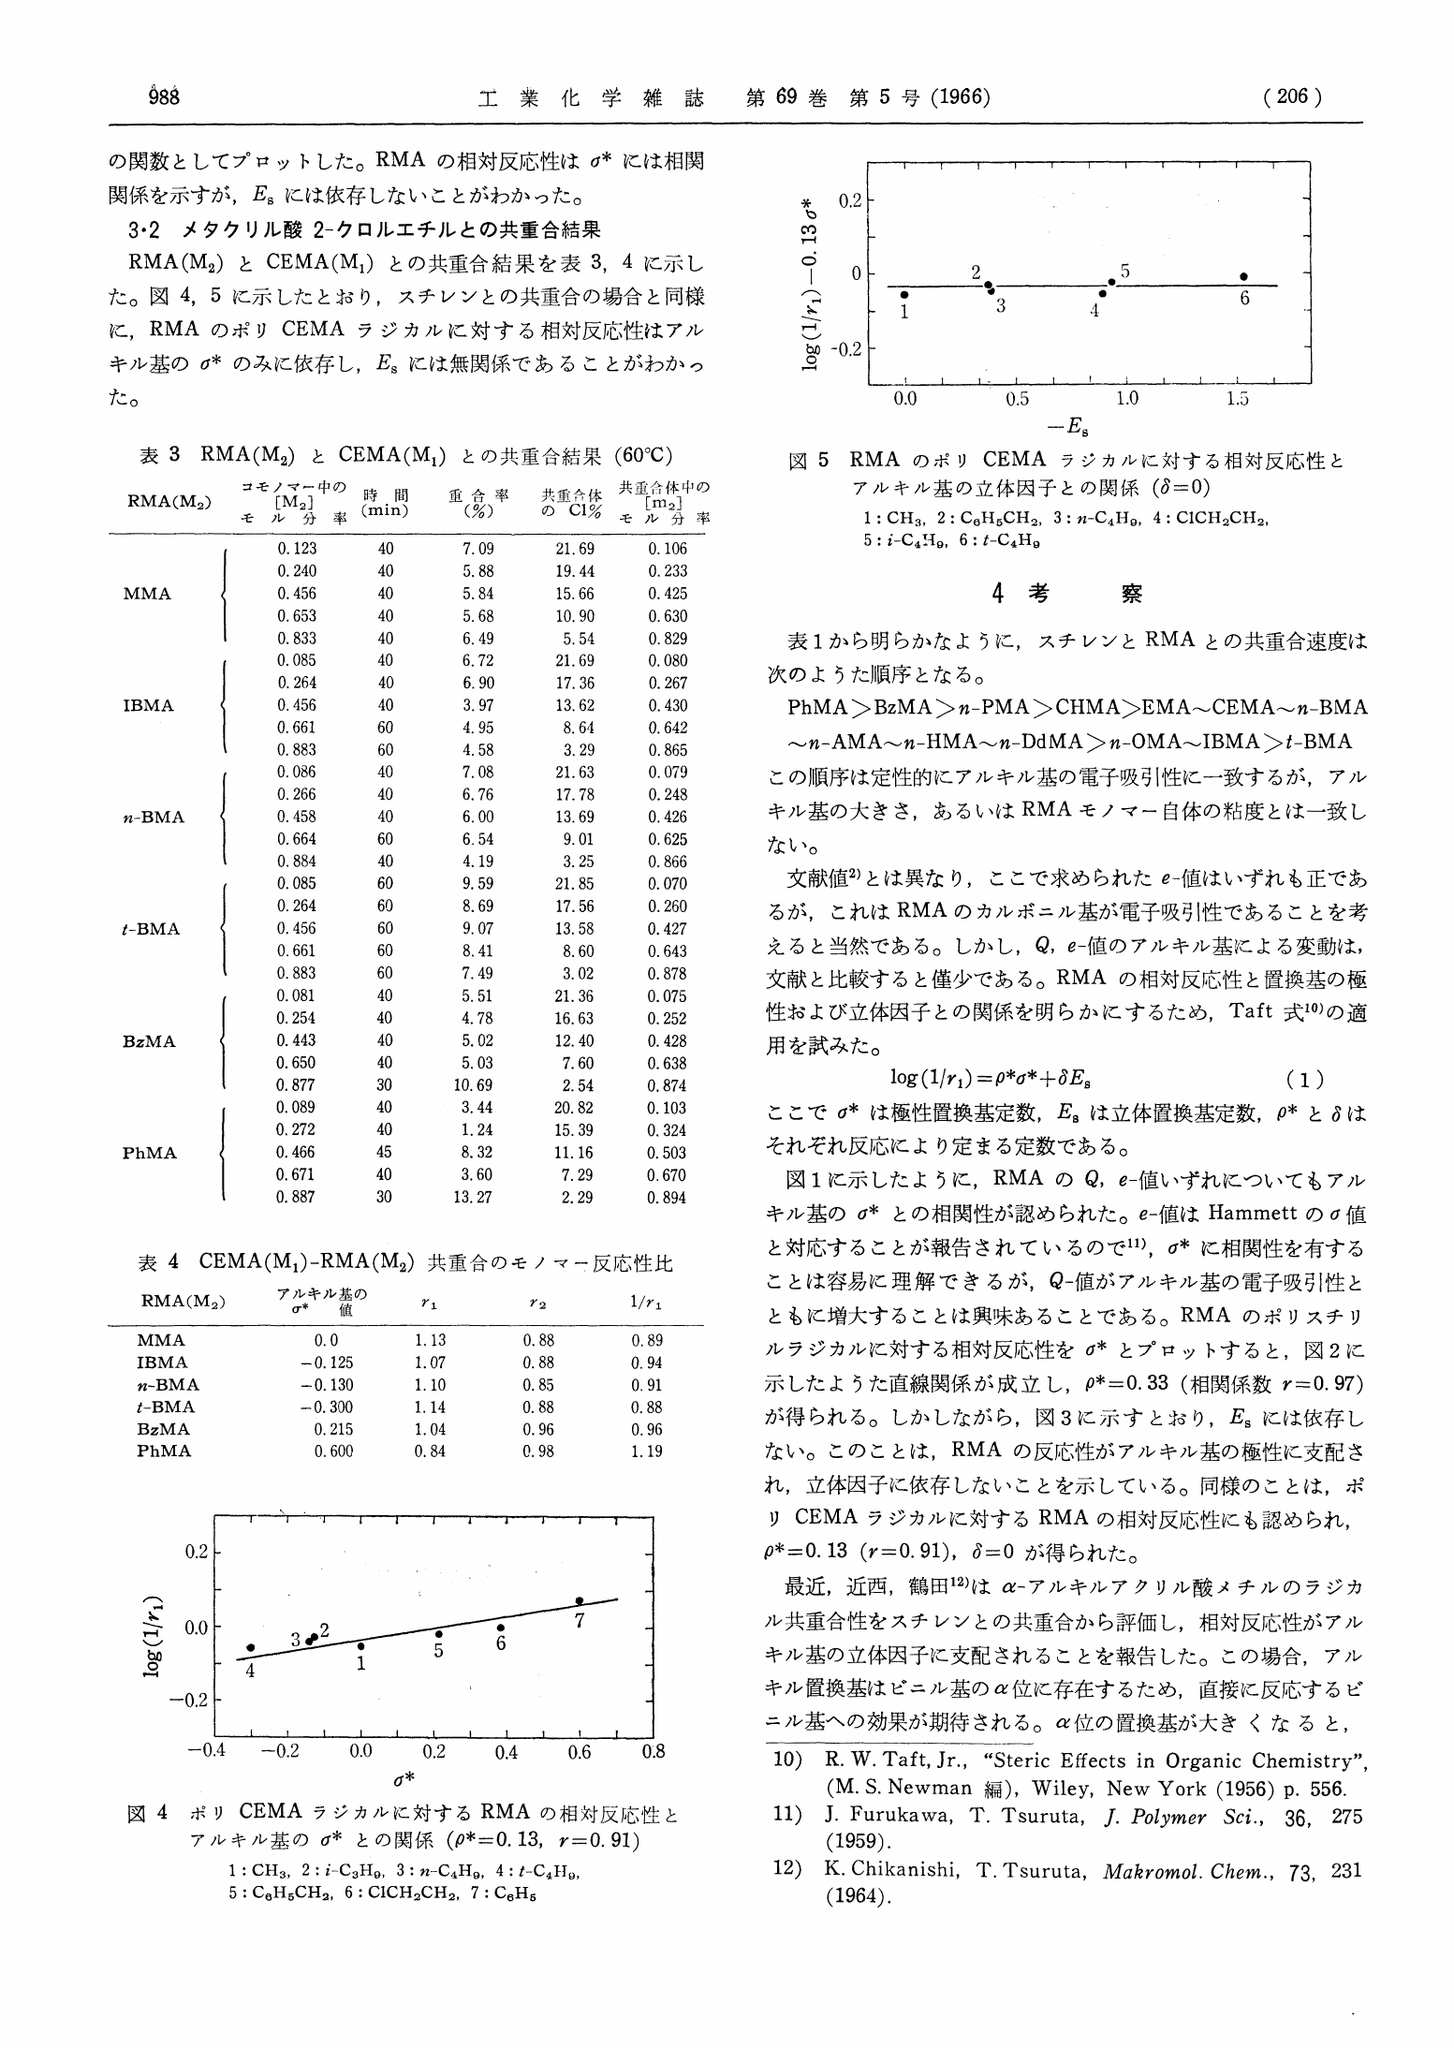 988
工業化学雑誌 第69巻 第5号(1966)
(206)
の関数としてプロットした。RMA の相対反応性は σ* には相関
関係を示すが，Es には依存しないことがわかった。
3・2 メタクリル酸 2-クロルエチルとの共重合結果
RMA(M2) と CEMA(M1) との共重合結果を表 3, 4 に示し
た。図 4, 5 に示したとおり，スチレンとの共重合の場合と同様
に，RMA のポリ CEMA ラジカルに対する相対反応性はアル
キル基の σ* のみに依存し，Es には無関係であることがわかっ
た。
表 3 RMA(M2) と CEMA(M1) との共重合結果 (60℃)
RMA(M2) コモノマー中の[M2]モル分率 時間(min) 重合率(%) 共重合体の Cl% 共重合体中の[m2]モル分率
0.123 40 7.09 21.69 0.106
0.240 40 5.88 19.44 0.233
MMA 0.456 40 5.84 15.66 0.425
0.653 40 5.68 10.90 0.630
0.833 40 6.49 5.54 0.829
0.085 40 6.72 21.69 0.080
0.264 40 6.90 17.36 0.267
IBMA 0.456 40 3.97 13.62 0.430
0.661 60 4.95 8.64 0.642
0.883 60 4.58 3.29 0.865
0.086 40 7.08 21.63 0.079
0.266 40 6.76 17.78 0.248
n-BMA 0.458 40 6.00 13.69 0.426
0.664 60 6.54 9.01 0.625
0.884 40 4.19 3.25 0.866
0.085 60 9.59 21.85 0.070
0.264 60 8.69 17.56 0.260
t-BMA 0.456 60 9.07 13.58 0.427
0.661 60 8.41 8.60 0.643
0.883 60 7.49 3.02 0.878
0.081 40 5.51 21.36 0.075
0.254 40 4.78 16.63 0.252
BzMA 0.443 40 5.02 12.40 0.428
0.650 40 5.03 7.60 0.638
0.877 30 10.69 2.54 0.874
0.089 40 3.44 20.82 0.103
0.272 40 1.24 15.39 0.324
PhMA 0.466 45 8.32 11.16 0.503
0.671 40 3.60 7.29 0.670
0.887 30 13.27 2.29 0.894
表 4 CEMA(M1)-RMA(M2) 共重合のモノマー反応性比
RMA(M2) アルキル基の σ* 値 r1 r2 1/r1
MMA 0.0 1.13 0.88 0.89
IBMA −0.125 1.07 0.88 0.94
n-BMA −0.130 1.10 0.85 0.91
t-BMA −0.300 1.14 0.88 0.88
BzMA 0.215 1.04 0.96 0.96
PhMA 0.600 0.84 0.98 1.19
log(1/r1)
0.2
0.0
−0.2
4
3
2
1
5
6
7
−0.4 −0.2 0.0 0.2 0.4 0.6 0.8
σ*
図 4 ポリ CEMA ラジカルに対する RMA の相対反応性と
アルキル基の σ* との関係 (ρ*=0.13, r=0.91)
1：CH3, 2：i-C3H9, 3：n-C4H9, 4：t-C4H9,
5：C6H5CH2, 6：ClCH2CH2, 7：C6H5
log(1/r1)—0.13σ*
0.2
0
-0.2
1
2
3
4
5
6
0.0 0.5 1.0 1.5
—Es
図 5 RMA のポリ CEMA ラジカルに対する相対反応性と
アルキル基の立体因子との関係 (δ=0)
1：CH3, 2：C6H5CH2, 3：n-C4H9, 4：ClCH2CH2,
5：i-C4H9, 6：t-C4H9
4 考 察
表1から明らかなように，スチレンと RMA との共重合速度は
次のようた順序となる。
PhMA＞BzMA＞n-PMA＞CHMA＞EMA～CEMA～n-BMA
～n-AMA～n-HMA～n-DdMA＞n-OMA～IBMA＞t-BMA
この順序は定性的にアルキル基の電子吸引性に一致するが，アル
キル基の大きさ，あるいは RMA モノマー自体の粘度とは一致し
ない。
文献値2)とは異なり，ここで求められた e-値はいずれも正であ
るが，これは RMA のカルボニル基が電子吸引性であることを考
えると当然である。しかし，Q, e-値のアルキル基による変動は，
文献と比較すると僅少である。RMA の相対反応性と置換基の極
性および立体因子との関係を明らかにするため，Taft 式10)の適
用を試みた。
log(1/r1)=ρ*σ*+δEs (1)
ここで σ* は極性置換基定数，Es は立体置換基定数，ρ* と δ は
それぞれ反応により定まる定数である。
図1に示したように，RMA の Q, e-値いずれについてもアル
キル基の σ* との相関性が認められた。e-値は Hammett の σ 値
と対応することが報告されているので11)，σ* に相関性を有する
ことは容易に理解できるが，Q-値がアルキル基の電子吸引性と
ともに増大することは興味あることである。RMA のポリスチリ
ルラジカルに対する相対反応性を σ* とプロットすると，図2に
示したようた直線関係が成立し，ρ*=0.33 (相関係数 r=0.97)
が得られる。しかしながら，図3に示すとおり，Es には依存し
ない。このことは，RMA の反応性がアルキル基の極性に支配さ
れ，立体因子に依存しないことを示している。同様のことは，ポ
リ CEMA ラジカルに対する RMA の相対反応性にも認められ，
ρ*=0.13 (r=0.91)，δ=0 が得られた。
最近，近西，鶴田12)は α-アルキルアクリル酸メチルのラジカ
ル共重合性をスチレンとの共重合から評価し，相対反応性がアル
キル基の立体因子に支配されることを報告した。この場合，アル
キル置換基はビニル基のα位に存在するため，直接に反応するビ
ニル基への効果が期待される。α位の置換基が大きくなると，
10) R. W. Taft, Jr., “Steric Effects in Organic Chemistry”,
(M. S. Newman 編), Wiley, New York (1956) p. 556.
11) J. Furukawa, T. Tsuruta, J. Polymer Sci., 36, 275
(1959).
12) K. Chikanishi, T. Tsuruta, Makromol. Chem., 73, 231
(1964).